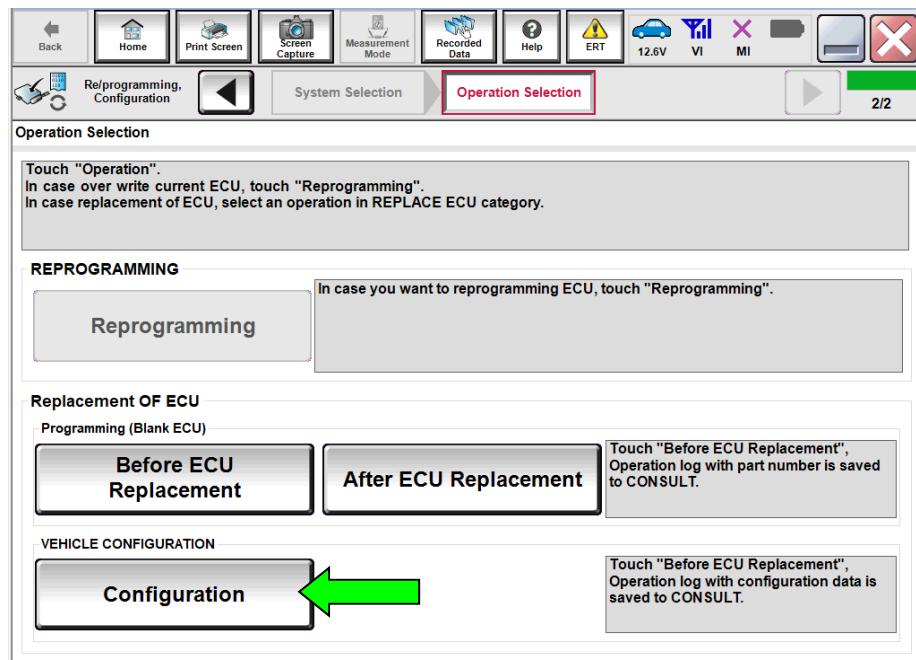 Back
Home
Print Screen
Screen
Capture
Measurement
Mode
Recorded
Data
Help
ERT
12.6V
VI
MI
Re/programming,
Configuration
System Selection
Operation Selection
2/2
Operation Selection
Touch "Operation".
In case over write current ECU, touch "Reprogramming".
In case replacement of ECU, select an operation in REPLACE ECU category.
REPROGRAMMING
Reprogramming
In case you want to reprogramming ECU, touch "Reprogramming".
Replacement OF ECU
Programming (Blank ECU)
Before ECU
Replacement
After ECU Replacement
Touch "Before ECU Replacement",
Operation log with part number is saved
to CONSULT.
VEHICLE CONFIGURATION
Configuration
Touch "Before ECU Replacement",
Operation log with configuration data is
saved to CONSULT.